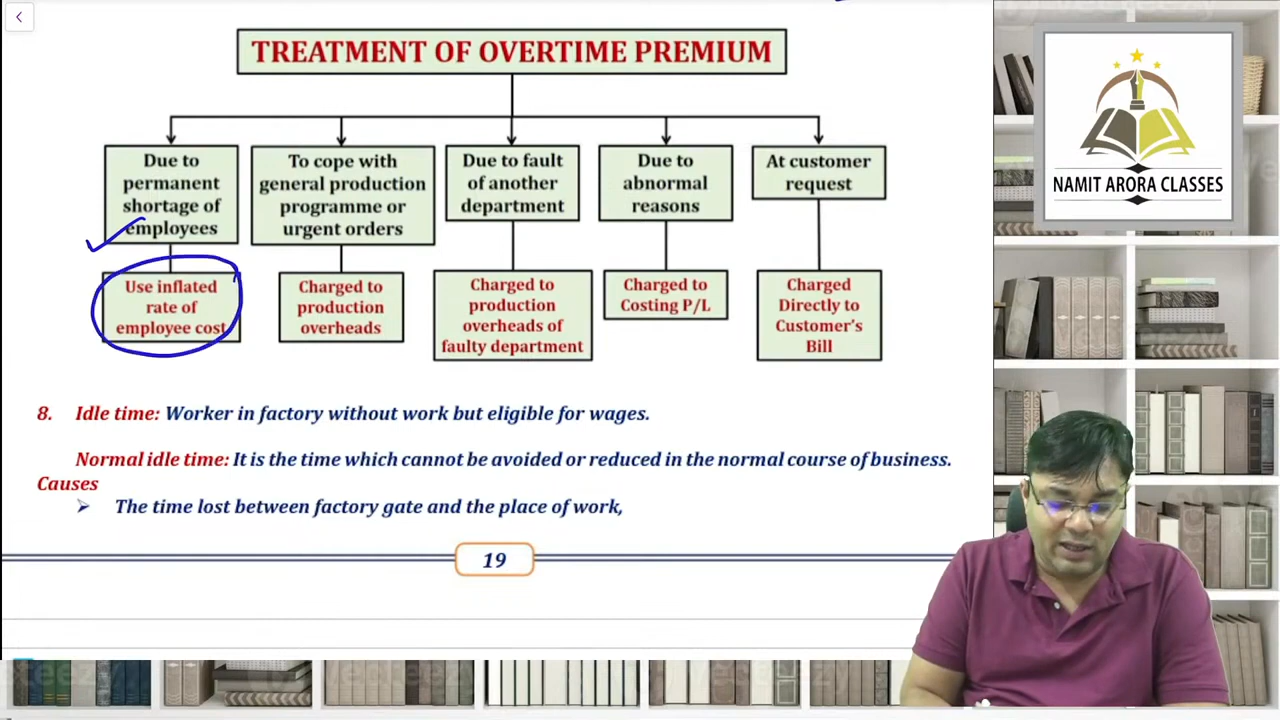 TREATMENT OF OVERTIME PREMIUM
Due to
permanent
shortage of
employees
To cope with
general production
programme or
urgent orders
Due to fault
of another
department
Due to
abnormal
reasons
At customer
request
Use inflated
rate of
employee cost
Charged to
production
overheads
Charged to
production
overheads of
faulty department
Charged to
Costing P/L
Charged
Directly to
Customer's
Bill
8. Idle time: Worker in factory without work but eligible for wages.
Normal idle time: It is the time which cannot be avoided or reduced in the normal course of business.
Causes
➢ The time lost between factory gate and the place of work,
19
NAMIT ARORA CLASSES